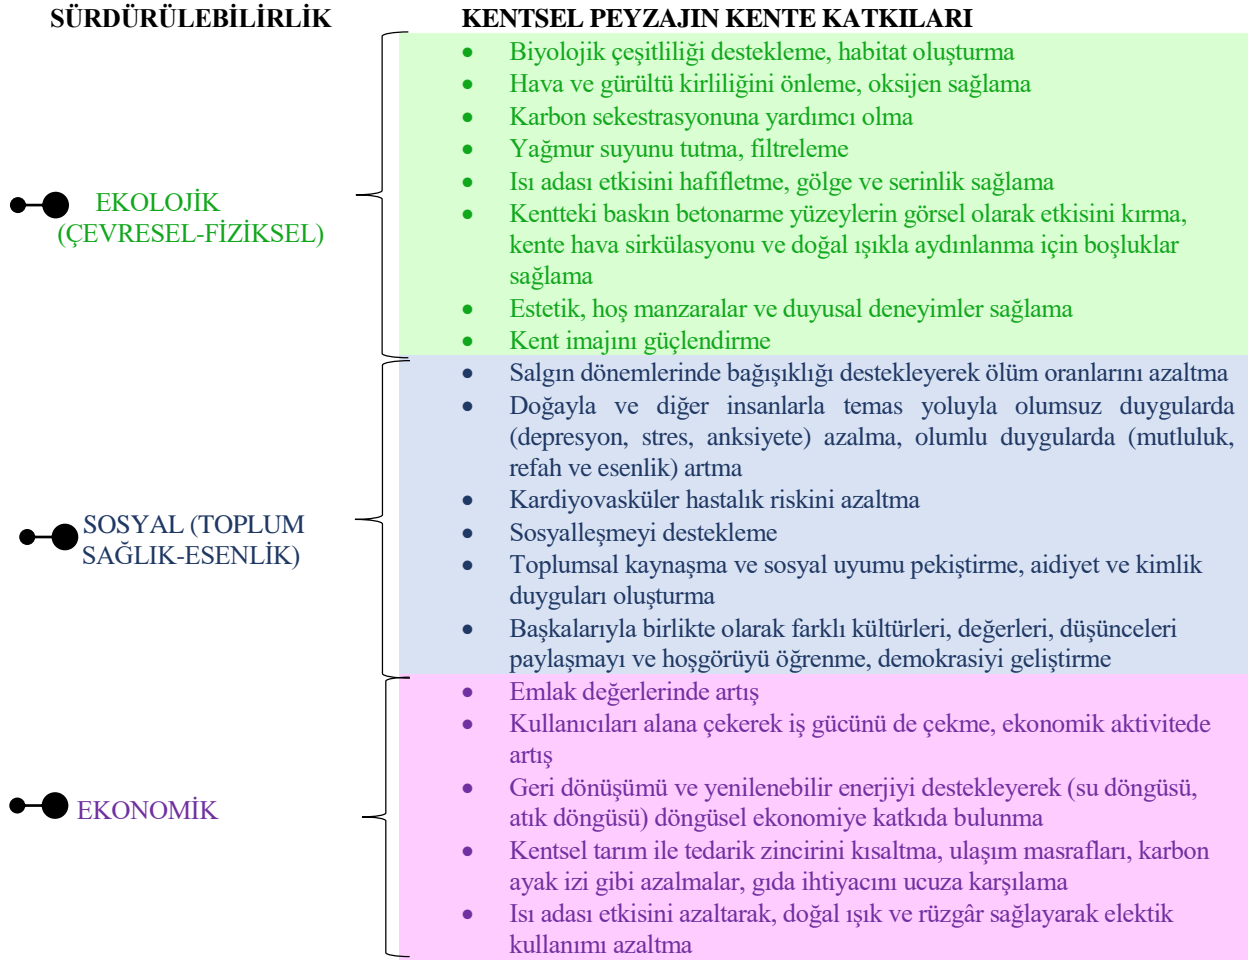 SÜRDÜRÜLEBİLİRLİK
KENTSEL PEYZAJIN KENTE KATKILARI
EKOLOJİK
(ÇEVRESEL-FİZİKSEL)
• Biyolojik çeşitliliği destekleme, habitat oluşturma
• Hava ve gürültü kirliliğini önleme, oksijen sağlama
• Karbon sekestrasyonuna yardımcı olma
• Yağmur suyunu tutma, filtreleme
• Isı adası etkisini hafifletme, gölge ve serinlik sağlama
• Kentteki baskın betonarme yüzeylerin görsel olarak etkisini kırma,
kente hava sirkülasyonu ve doğal ışıkla aydınlanma için boşluklar
sağlama
• Estetik, hoş manzaralar ve duyusal deneyimler sağlama
• Kent imajını güçlendirme
SOSYAL (TOPLUM
SAĞLIK-ESENLİK)
• Salgın dönemlerinde bağışıklığı destekleyerek ölüm oranlarını azaltma
• Doğayla ve diğer insanlarla temas yoluyla olumsuz duygularda
(depresyon, stres, anksiyete) azalma, olumlu duygularda (mutluluk,
refah ve esenlik) artma
• Kardiyovasküler hastalık riskini azaltma
• Sosyalleşmeyi destekleme
• Toplumsal kaynaşma ve sosyal uyumu pekiştirme, aidiyet ve kimlik
duyguları oluşturma
• Başkalarıyla birlikte olarak farklı kültürleri, değerleri, düşünceleri
paylaşmayı ve hoşgörüyü öğrenme, demokrasiyi geliştirme
EKONOMİK
• Emlak değerlerinde artış
• Kullanıcıları alana çekerek iş gücünü de çekme, ekonomik aktivitede
artış
• Geri dönüşümü ve yenilenebilir enerjiyi destekleyerek (su döngüsü,
atık döngüsü) döngüsel ekonomiye katkıda bulunma
• Kentsel tarım ile tedarik zincirini kısaltma, ulaşım masrafları, karbon
ayak izi gibi azalmalar, gıda ihtiyacını ucuza karşılama
• Isı adası etkisini azaltarak, doğal ışık ve rüzgâr sağlayarak elektik
kullanımı azaltma